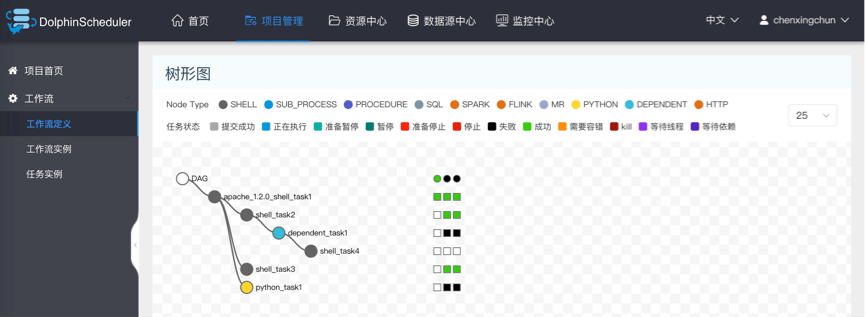 DolphinScheduler 首页 项目管理 资源中心 数据源中心 监控中心 中文 chenxingchun
项目首页
工作流
工作流定义
工作流实例
任务实例
树形图
Node Type SHELL SUB_PROCESS PROCEDURE SQL SPARK FLINK MR PYTHON DEPENDENT HTTP
任务状态 提交成功 正在执行 准备暂停 暂停 准备停止 停止 失败 成功 需要容错 kill 等待线程 等待依赖
25
DAG
apache_1.2.0_shell_task1
shell_task2
dependent_task1
shell_task4
shell_task3
python_task1